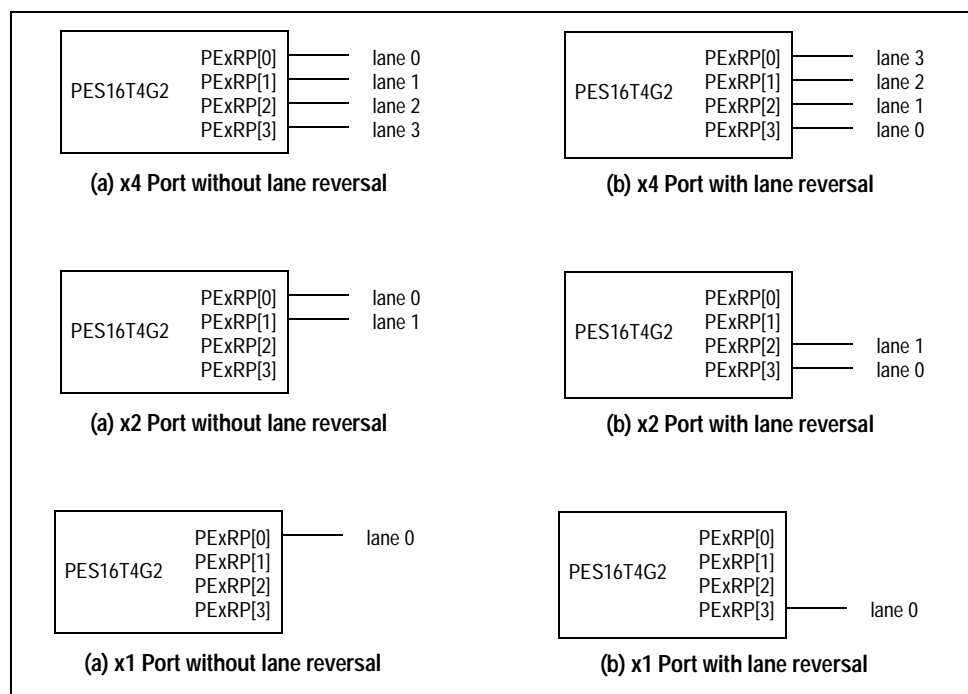 PES16T4G2
PExRP[0] lane 0
PExRP[1] lane 1
PExRP[2] lane 2
PExRP[3] lane 3
(a) x4 Port without lane reversal
PES16T4G2
PExRP[0] lane 3
PExRP[1] lane 2
PExRP[2] lane 1
PExRP[3] lane 0
(b) x4 Port with lane reversal
PES16T4G2
PExRP[0] lane 0
PExRP[1] lane 1
PExRP[2]
PExRP[3]
(a) x2 Port without lane reversal
PES16T4G2
PExRP[0]
PExRP[1]
PExRP[2] lane 1
PExRP[3] lane 0
(b) x2 Port with lane reversal
PES16T4G2
PExRP[0] lane 0
PExRP[1]
PExRP[2]
PExRP[3]
(a) x1 Port without lane reversal
PES16T4G2
PExRP[0]
PExRP[1]
PExRP[2]
PExRP[3] lane 0
(b) x1 Port with lane reversal